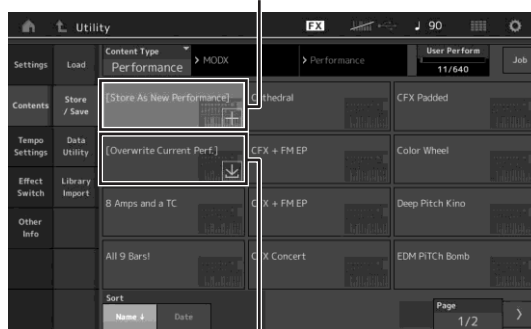 Utility
FX
90
Settings
Load
Content Type
Performance
MODX
Performance
User Perform
11/640
Job
Contents
Store
/ Save
[Store As New Performance]
CFX Padded
[Overwrite Current Perf.]
CFX + FM EP
Color Wheel
Tempo
Settings
Data
Utility
Effect
Switch
Library
Import
8 Amps and a TC
CFX + FM EP
Deep Pitch Kino
Other
Info
All 9 Bars!
CFX Concert
EDM PiTCh Bomb
Sort
Name ↓
Date
Page
1/2